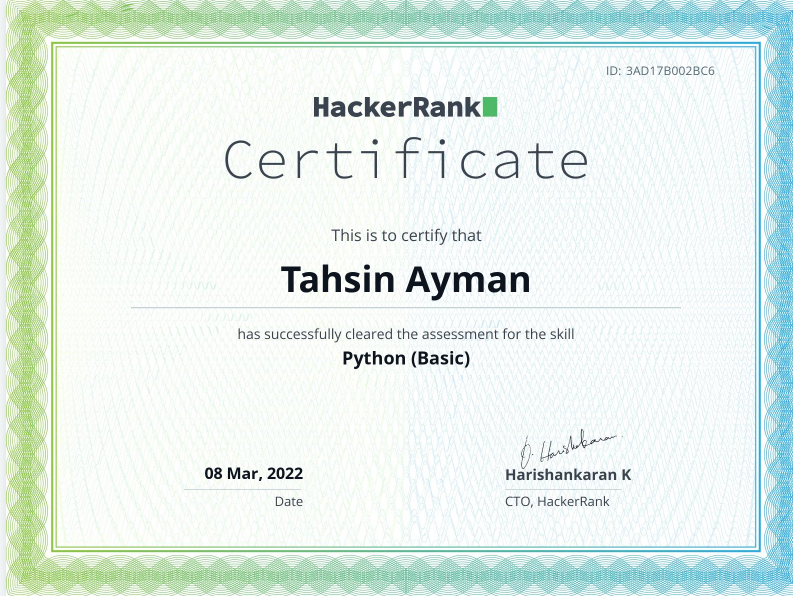 ID: 3AD17B002BC6
HackerRank
Certificate
This is to certify that
Tahsin Ayman
has successfully cleared the assessment for the skill
Python (Basic)
08 Mar, 2022
Date
Harishankaran K
CTO, HackerRank